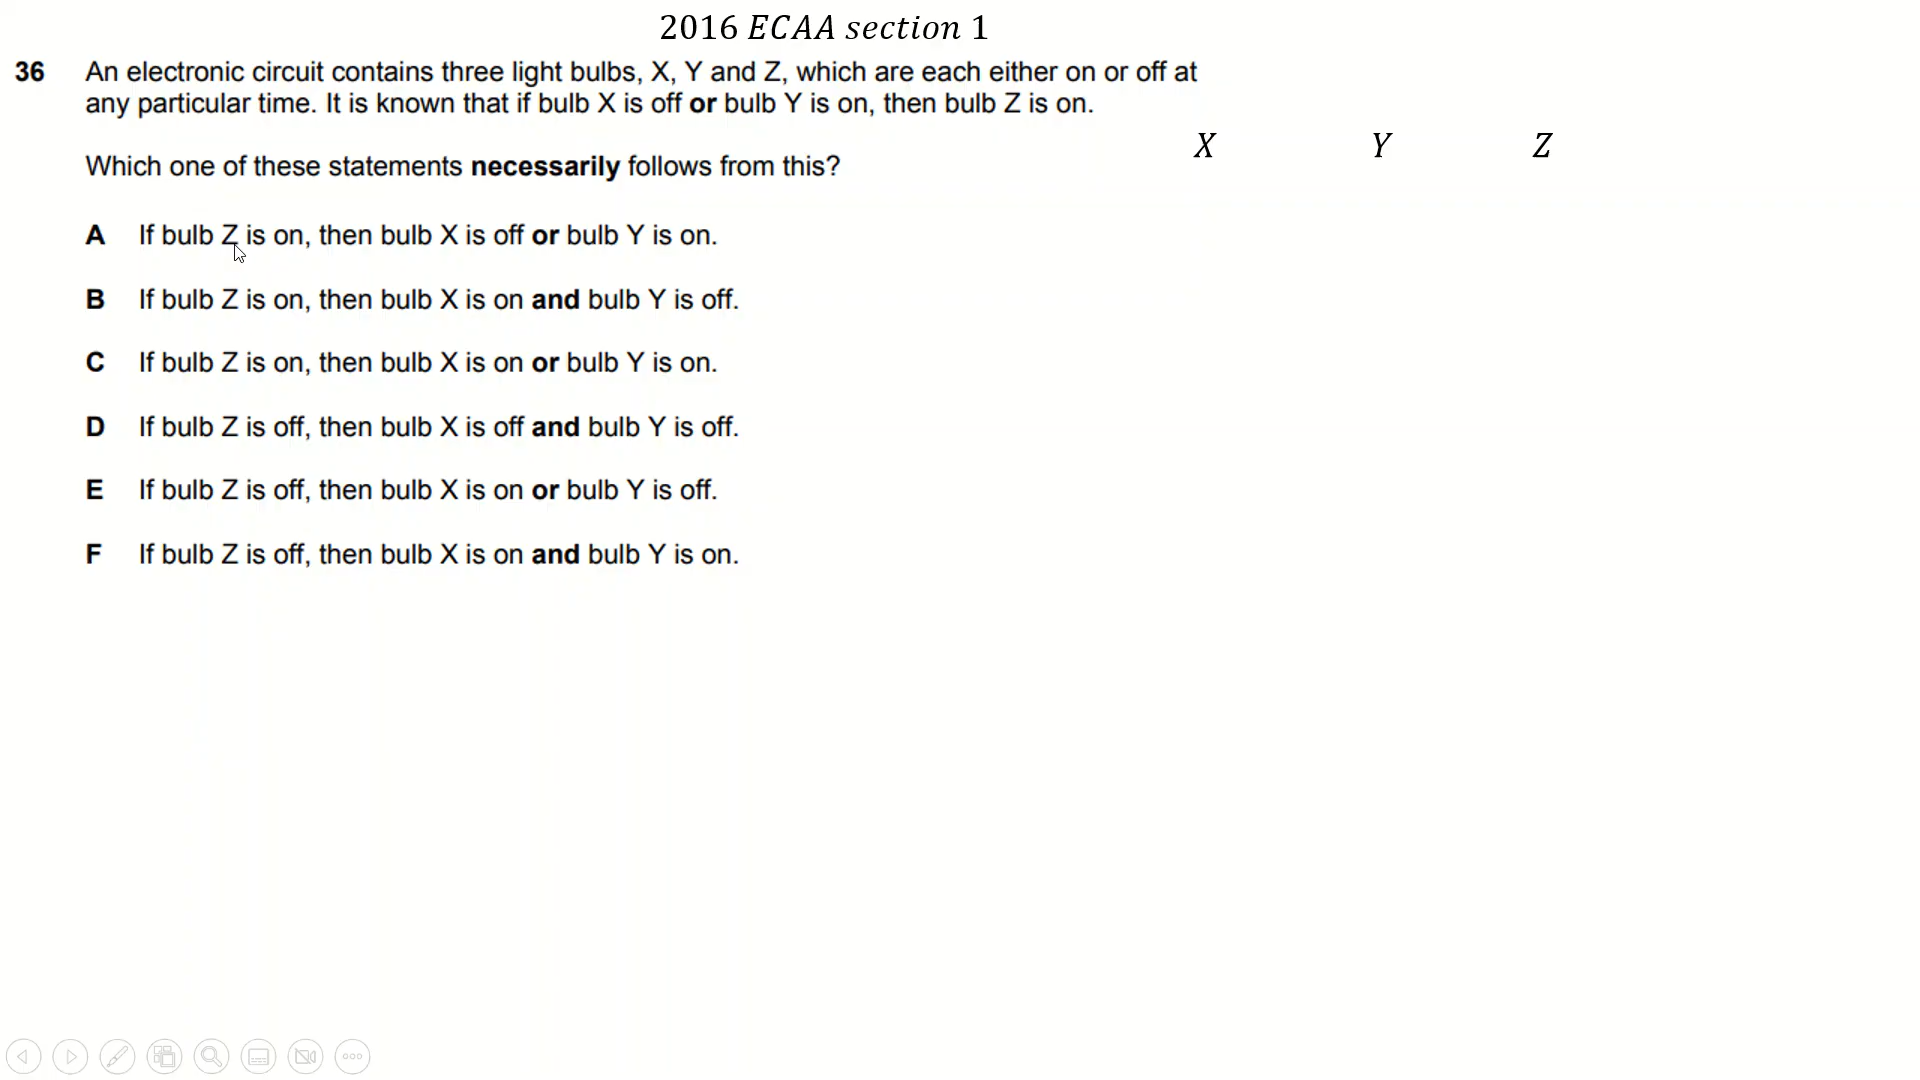 2016 ECAA section 1
36 An electronic circuit contains three light bulbs, X, Y and Z, which are each either on or off at
any particular time. It is known that if bulb X is off or bulb Y is on, then bulb Z is on.
X Y Z
Which one of these statements necessarily follows from this?
A If bulb Z is on, then bulb X is off or bulb Y is on.
B If bulb Z is on, then bulb X is on and bulb Y is off.
C If bulb Z is on, then bulb X is on or bulb Y is on.
D If bulb Z is off, then bulb X is off and bulb Y is off.
E If bulb Z is off, then bulb X is on or bulb Y is off.
F If bulb Z is off, then bulb X is on and bulb Y is on.